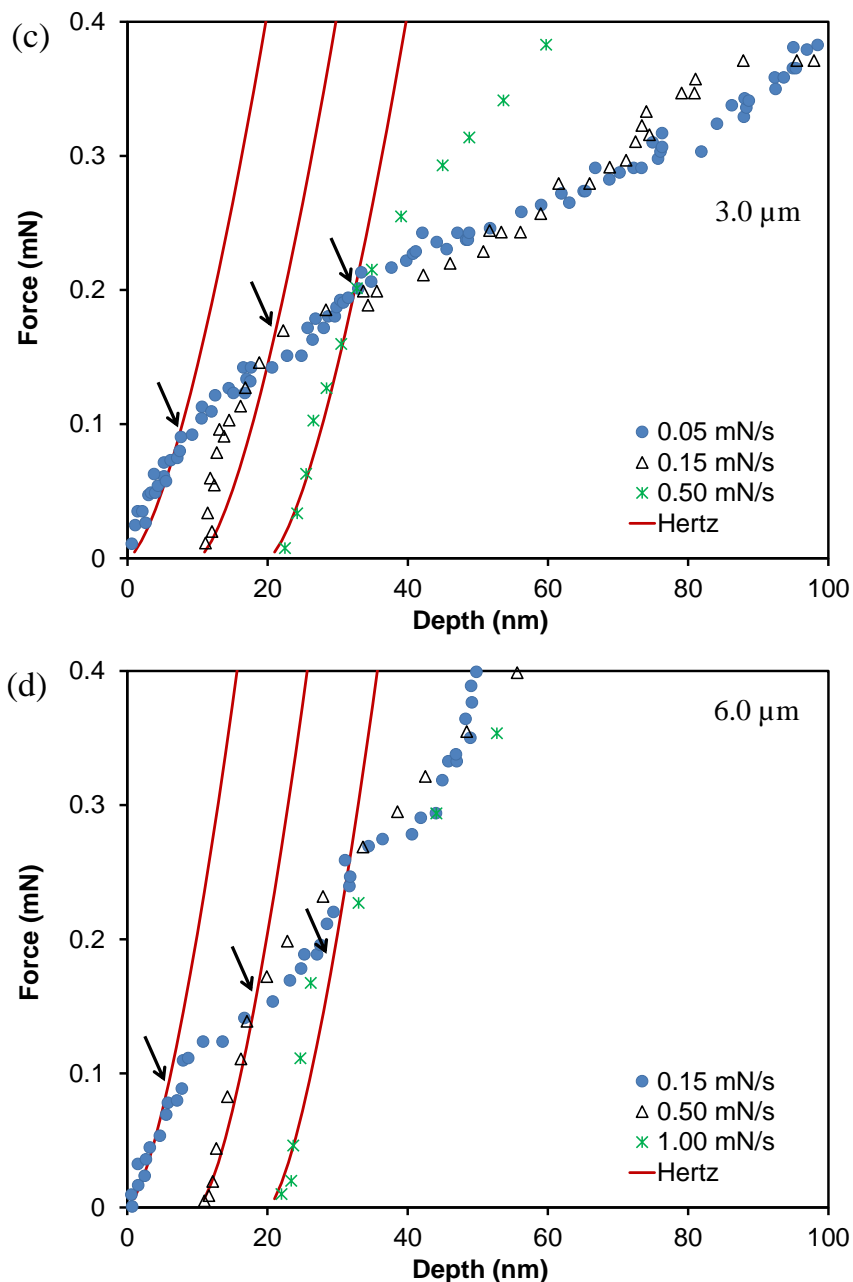 (c)
0.4
0.3
0.2
0.1
0
Force (mN)
3.0 µm
0.05 mN/s
0.15 mN/s
0.50 mN/s
Hertz
0 20 40 60 80 100
Depth (nm)
(d)
0.4
0.3
0.2
0.1
0
Force (mN)
6.0 µm
0.15 mN/s
0.50 mN/s
1.00 mN/s
Hertz
0 20 40 60 80 100
Depth (nm)